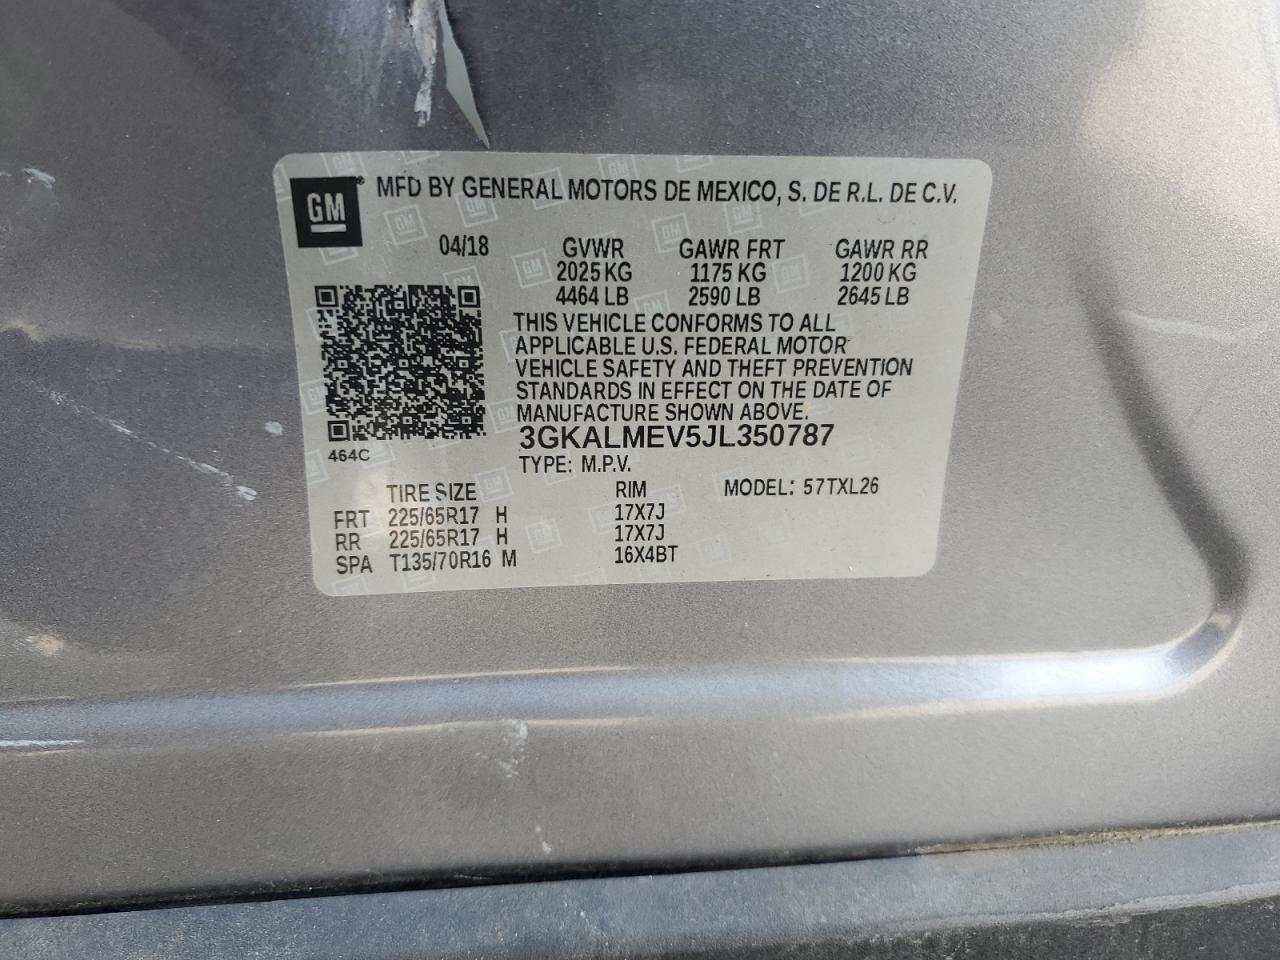 GM® MFD BY GENERAL MOTORS DE MEXICO, S. DE R.L. DE C.V.
04/18 GVWR GAWR FRT GAWR RR
2025 KG 1175 KG 1200 KG
4464 LB 2590 LB 2645 LB
THIS VEHICLE CONFORMS TO ALL
APPLICABLE U.S. FEDERAL MOTOR
VEHICLE SAFETY AND THEFT PREVENTION
STANDARDS IN EFFECT ON THE DATE OF
MANUFACTURE SHOWN ABOVE.
3GKALMEV5JL350787
464C
TYPE: M.P.V.
TIRE SIZE RIM MODEL: 57TXL26
FRT 225/65R17 H 17X7J
RR 225/65R17 H 17X7J
SPA T135/70R16 M 16X4BT